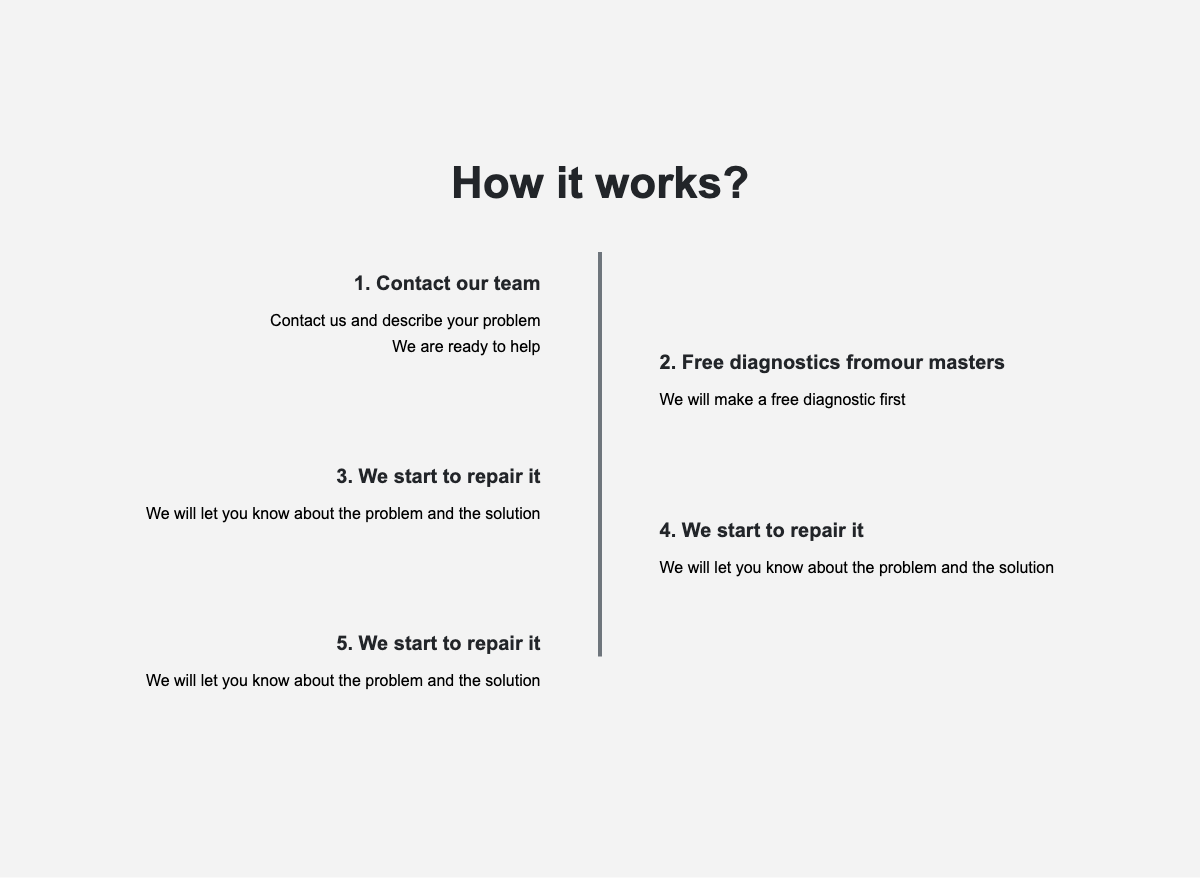 How it works?
1. Contact our team
Contact us and describe your problem
We are ready to help
2. Free diagnostics fromour masters
We will make a free diagnostic first
3. We start to repair it
We will let you know about the problem and the solution
4. We start to repair it
We will let you know about the problem and the solution
5. We start to repair it
We will let you know about the problem and the solution